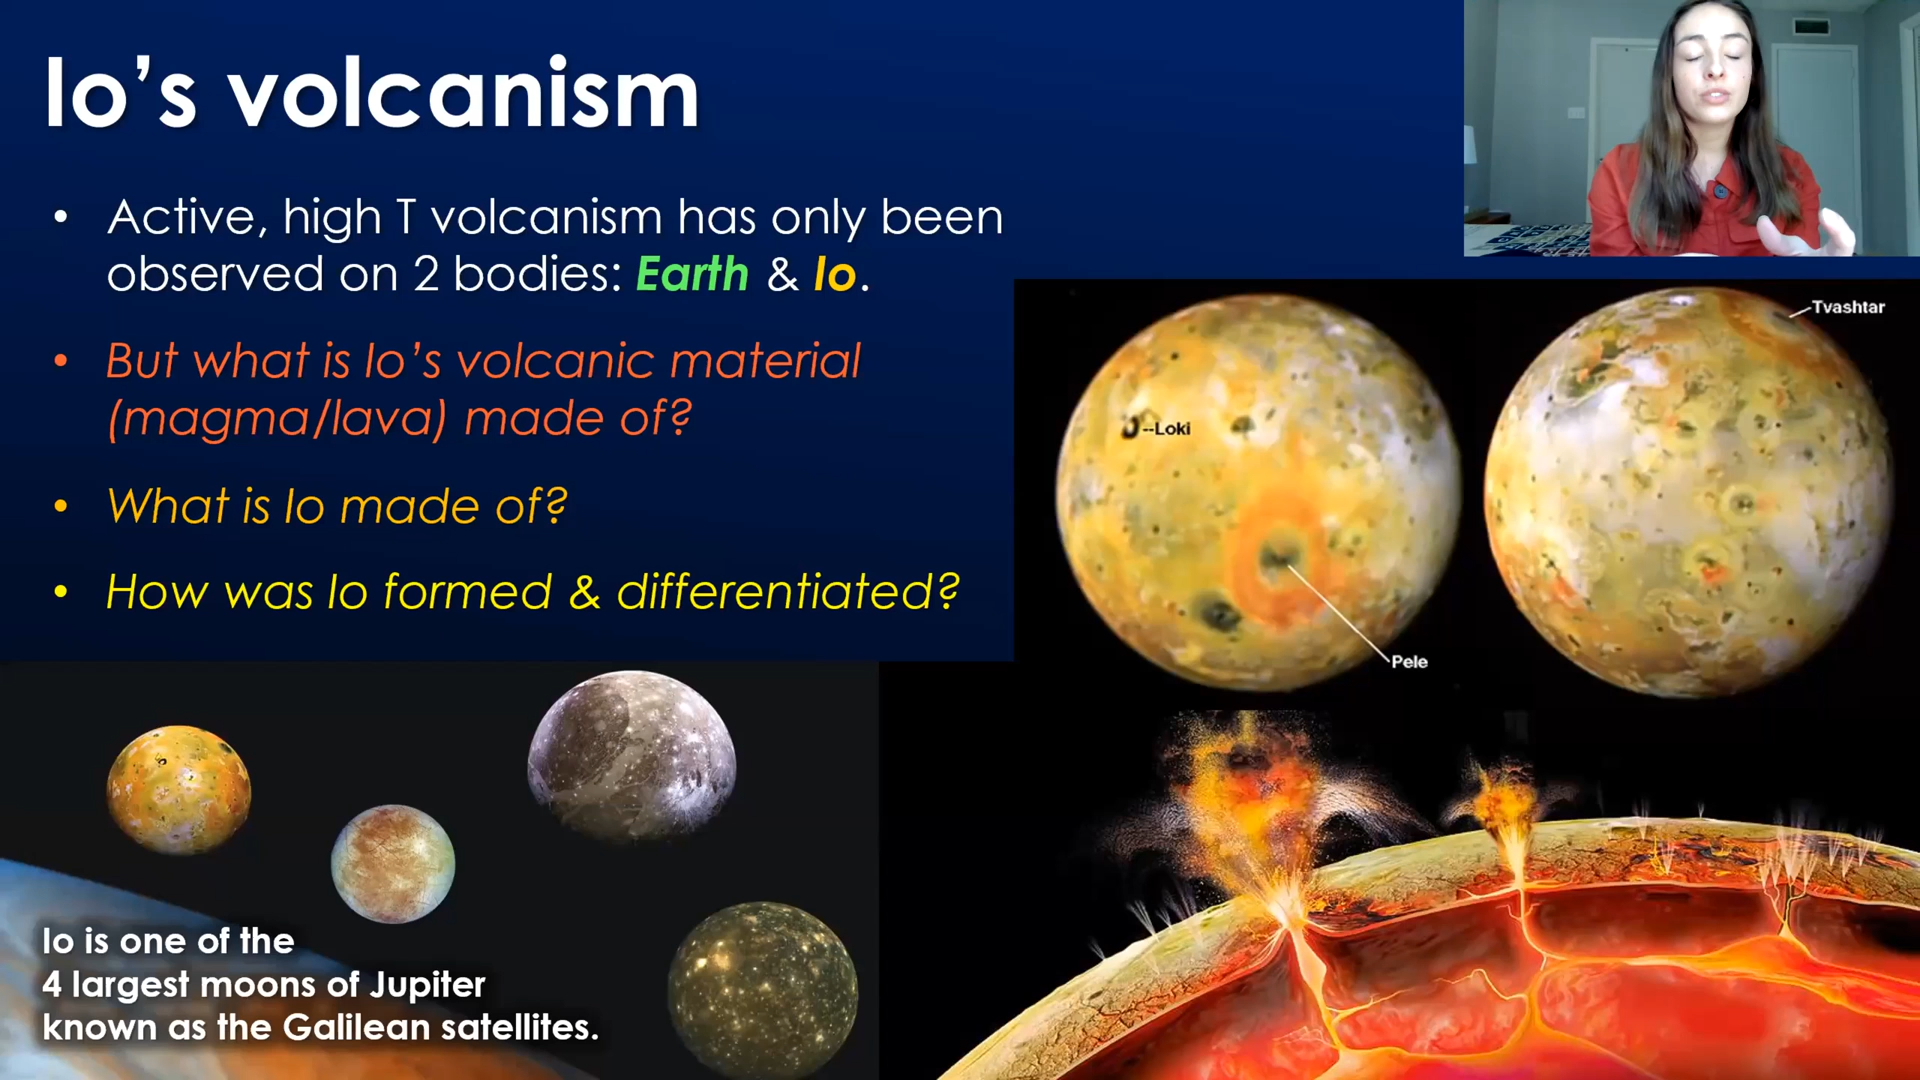 Io’s volcanism
• Active, high T volcanism has only been
observed on 2 bodies: Earth & Io.
• But what is Io’s volcanic material
(magma/lava) made of?
• What is Io made of?
• How was Io formed & differentiated?
Tvashtar
--Loki
Pele
Io is one of the
4 largest moons of Jupiter
known as the Galilean satellites.